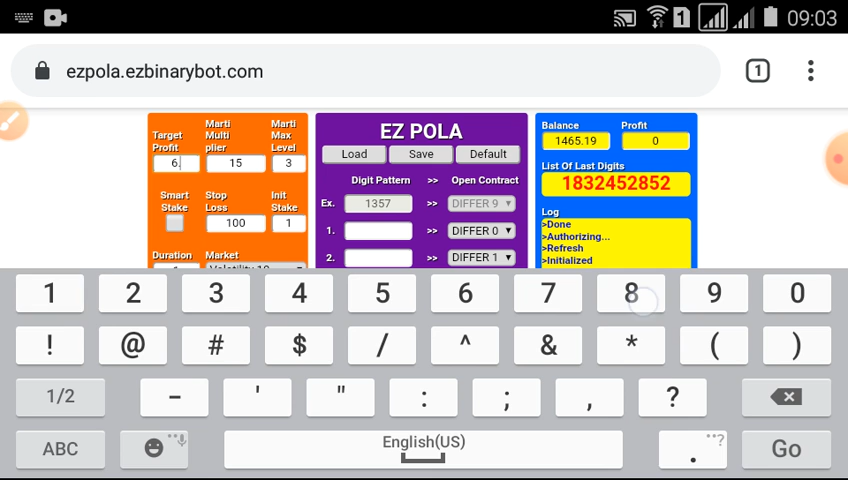 1 09:03
ezpola.ezbinarybot.com 1
Target Profit
Marti Multi plier
Marti Max Level
6.
15
3
Smart Stake
Stop Loss
Init Stake
100
1
Duration
Market
EZ POLA
Load Save Default
Digit Pattern >> Open Contract
Ex. 1357 >> DIFFER 9
1. >> DIFFER 0
2. >> DIFFER 1
Balance Profit
1465.19 0
List Of Last Digits
1832452852
Log
>Done
>Authorizing...
>Refresh
>Initialized
1 2 3 4 5 6 7 8 9 0
! @ # $ / ^ & * ( )
1/2 - ' " : ; , ?
ABC English(US) . Go